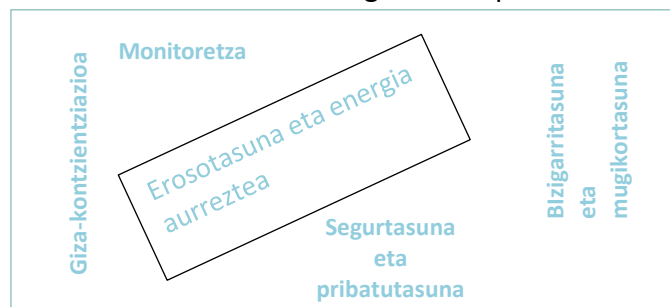 Monitoretza
Giza-kontzientziazioa
Erosotasuna eta energia
aurreztea
BIzigarritasuna
eta
mugikortasuna
Segurtasuna
eta
pribatutasuna